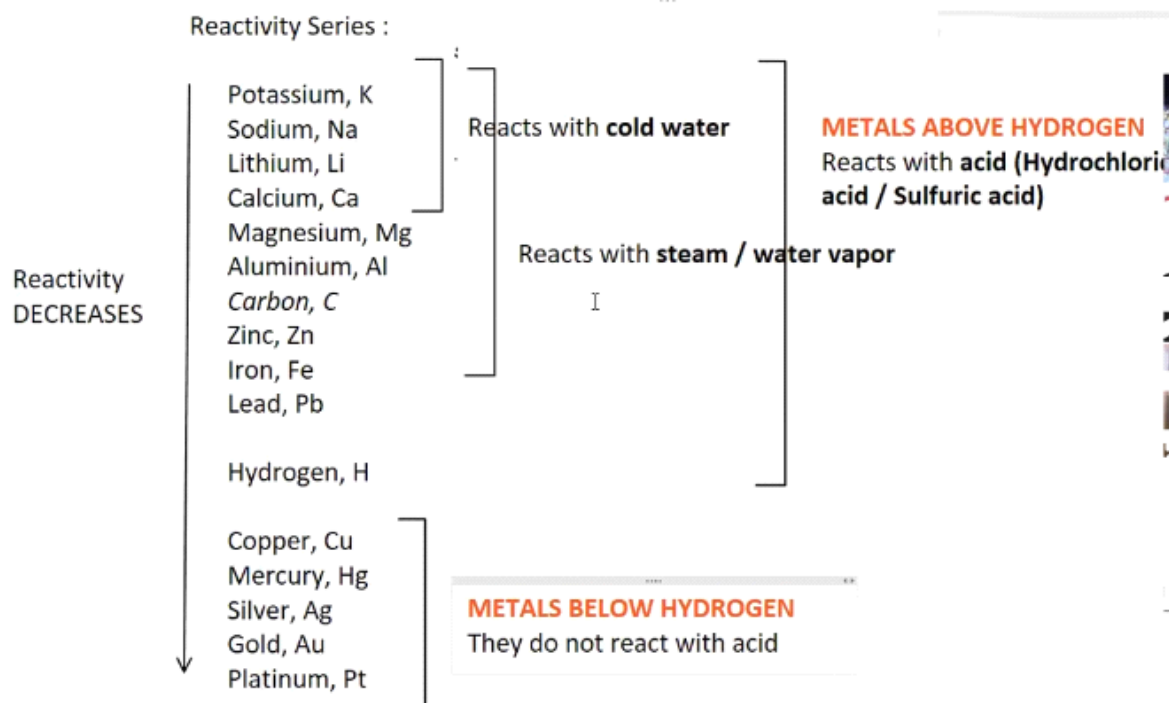 Reactivity Series :
Potassium, K
Sodium, Na
Lithium, Li
Calcium, Ca
Magnesium, Mg
Aluminium, Al
Carbon, C
Zinc, Zn
Iron, Fe
Lead, Pb
Hydrogen, H
Copper, Cu
Mercury, Hg
Silver, Ag
Gold, Au
Platinum, Pt
Reactivity
DECREASES
Reacts with cold water
Reacts with steam / water vapor
METALS ABOVE HYDROGEN
Reacts with acid (Hydrochloric
acid / Sulfuric acid)
METALS BELOW HYDROGEN
They do not react with acid